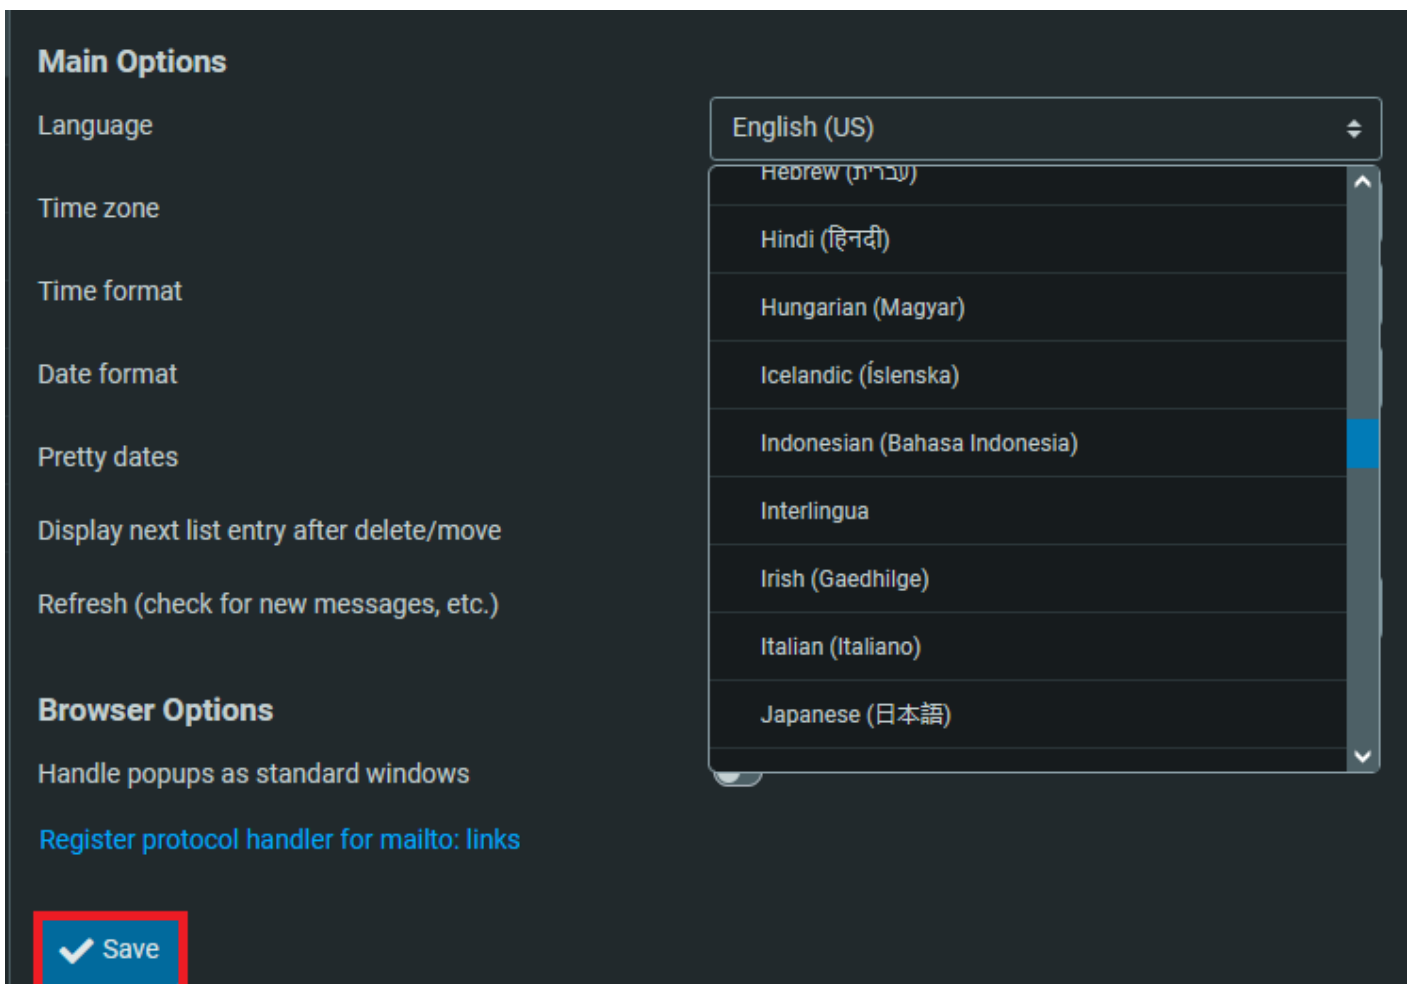 Main Options
Language
English (US)
Hebrew (עברית)
Time zone
Hindi (हिनदी)
Time format
Hungarian (Magyar)
Date format
Icelandic (Íslenska)
Pretty dates
Indonesian (Bahasa Indonesia)
Display next list entry after delete/move
Interlingua
Refresh (check for new messages, etc.)
Irish (Gaedhilge)
Italian (Italiano)
Browser Options
Japanese (日本語)
Handle popups as standard windows
Register protocol handler for mailto: links
Save